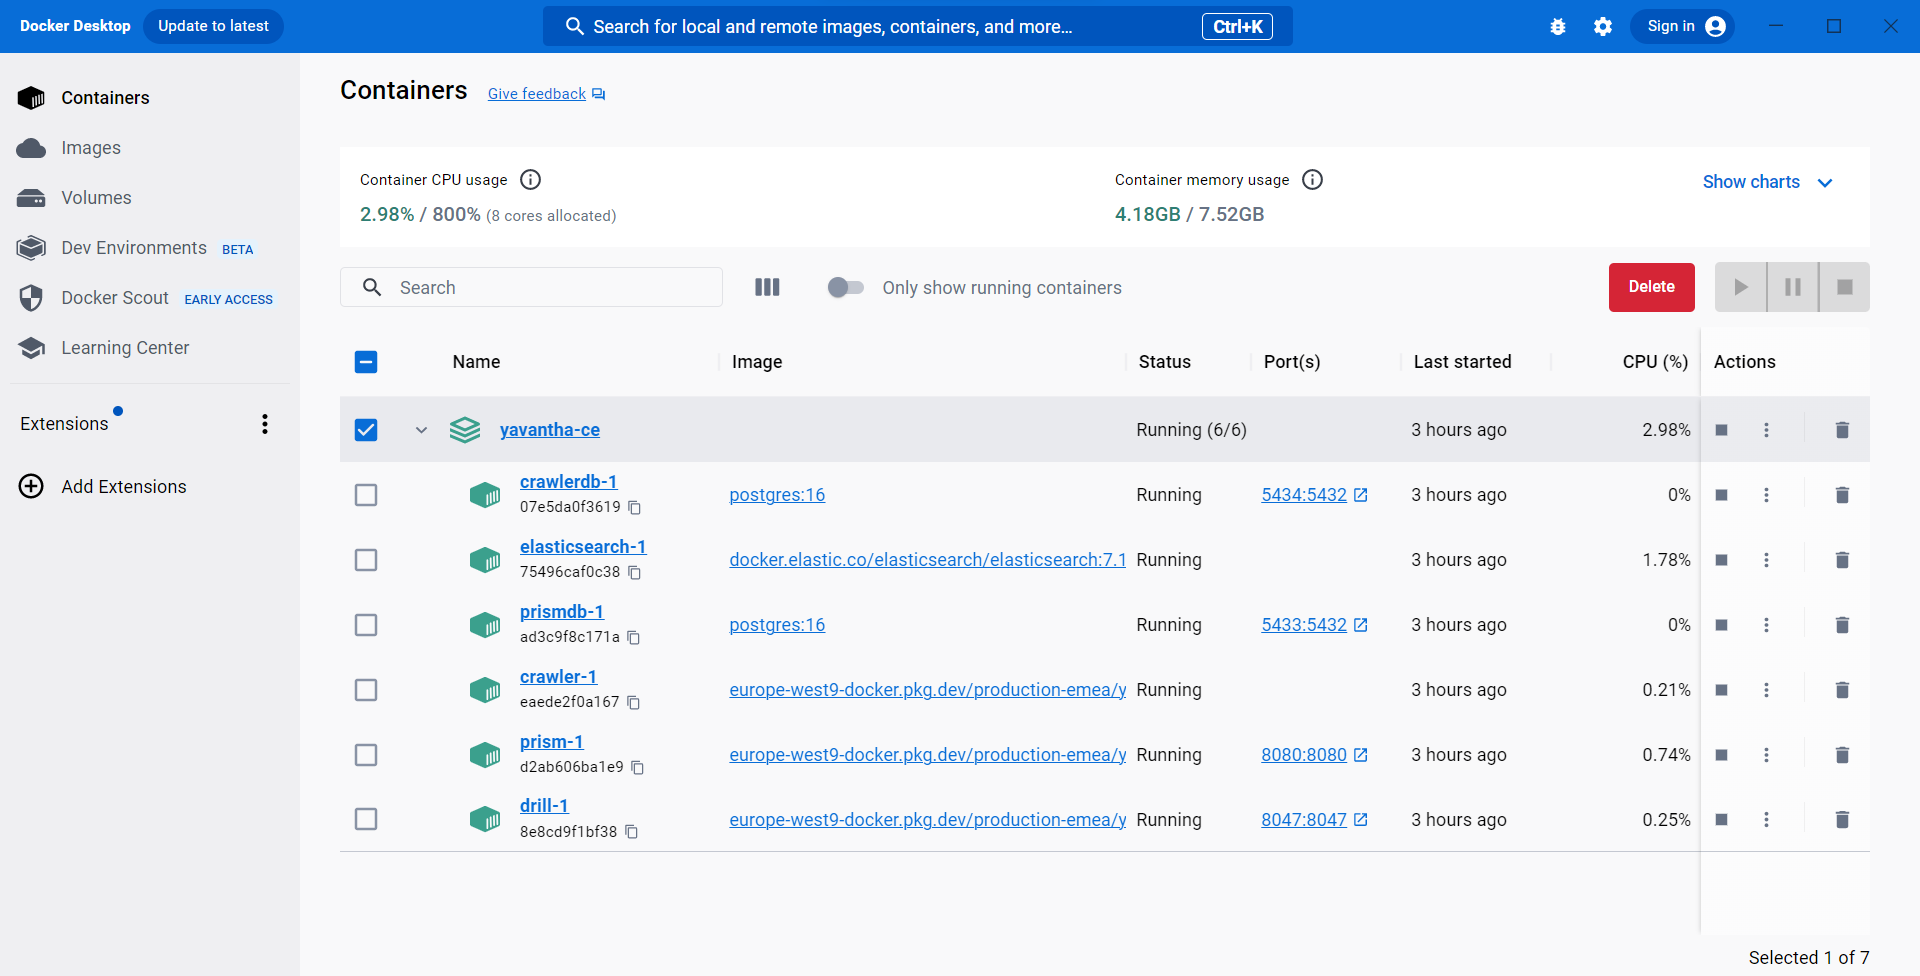 Docker Desktop Update to latest Search for local and remote images, containers, and more... Ctrl+K Sign in
Containers
Images
Volumes
Dev Environments BETA
Docker Scout EARLY ACCESS
Learning Center
Extensions
Add Extensions
Containers Give feedback
Container CPU usage
2.98% / 800% (8 cores allocated)
Container memory usage
4.18GB / 7.52GB
Show charts
Search Only show running containers Delete
Name Image Status Port(s) Last started CPU (%) Actions
yavantha-ce Running (6/6) 3 hours ago 2.98%
crawlerdb-1
07e5da0f3619
postgres:16 Running 5434:5432 3 hours ago 0%
elasticsearch-1
75496caf0c38
docker.elastic.co/elasticsearch/elasticsearch:7.1 Running 3 hours ago 1.78%
prismdb-1
ad3c9f8c171a
postgres:16 Running 5433:5432 3 hours ago 0%
crawler-1
eaede2f0a167
europe-west9-docker.pkg.dev/production-emea/y Running 3 hours ago 0.21%
prism-1
d2ab606ba1e9
europe-west9-docker.pkg.dev/production-emea/y Running 8080:8080 3 hours ago 0.74%
drill-1
8e8cd9f1bf38
europe-west9-docker.pkg.dev/production-emea/y Running 8047:8047 3 hours ago 0.25%
Selected 1 of 7